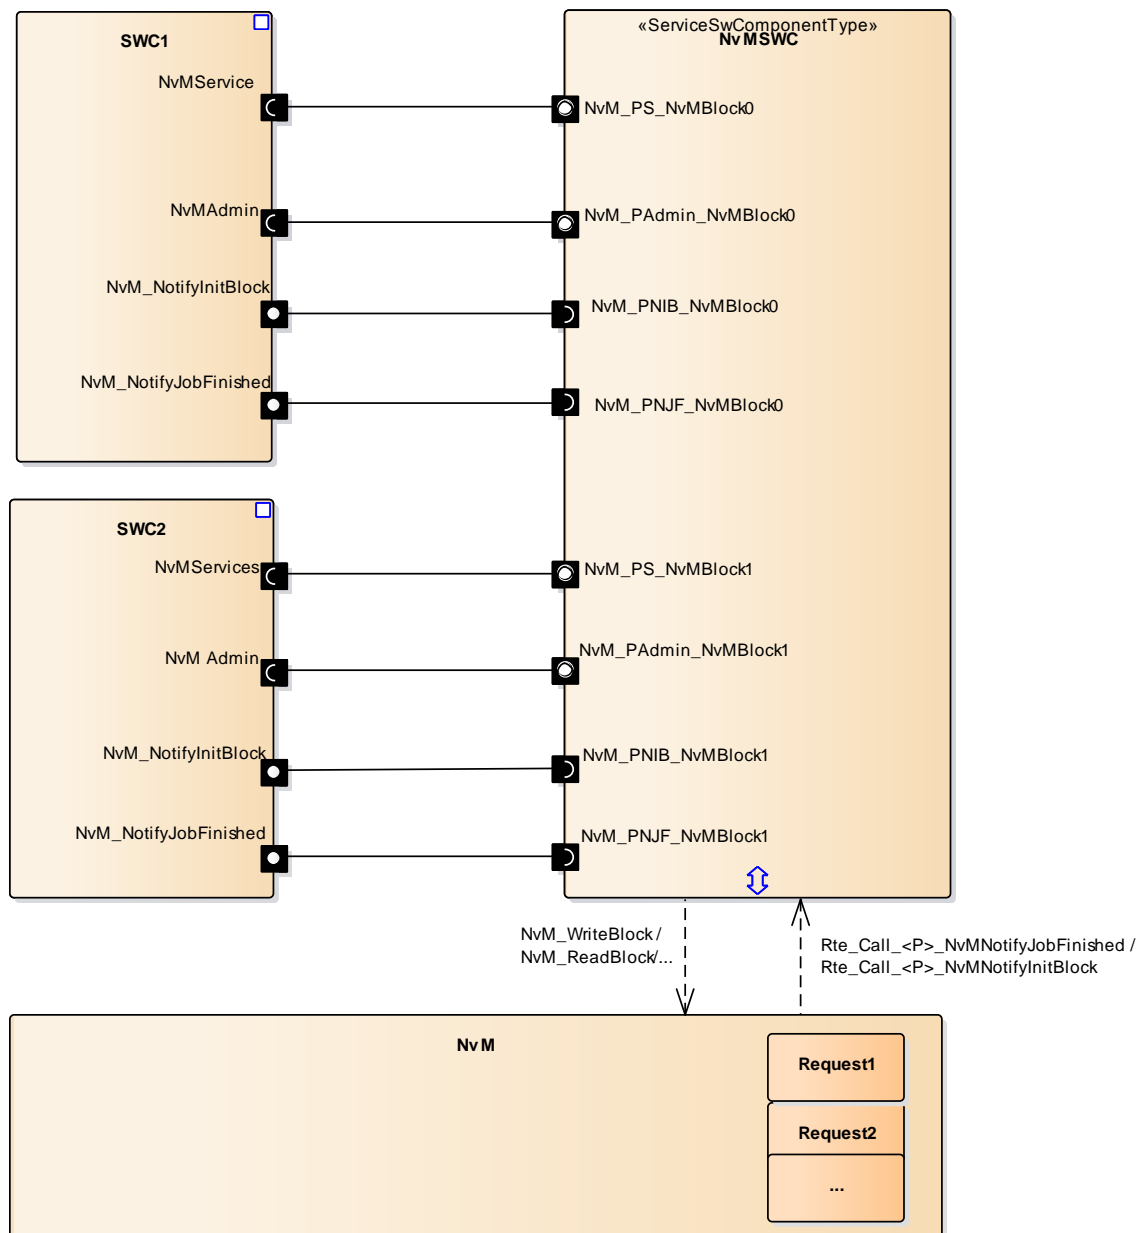 SWC1
NvMService
NvMAdmin
NvM_NotifyInitBlock
NvM_NotifyJobFinished
«ServiceSwComponentType»
NvMSWC
NvM_PS_NvMBlock0
NvM_PAdmin_NvMBlock0
NvM_PNIB_NvMBlock0
NvM_PNJF_NvMBlock0
SWC2
NvMServices
NvM Admin
NvM_NotifyInitBlock
NvM_NotifyJobFinished
NvM_PS_NvMBlock1
NvM_PAdmin_NvMBlock1
NvM_PNIB_NvMBlock1
NvM_PNJF_NvMBlock1
NvM_WriteBlock /
NvM_ReadBlock/...
Rte_Call_<P>_NvMNotifyJobFinished /
Rte_Call_<P>_NvMNotifyInitBlock
NvM
Request1
Request2
...